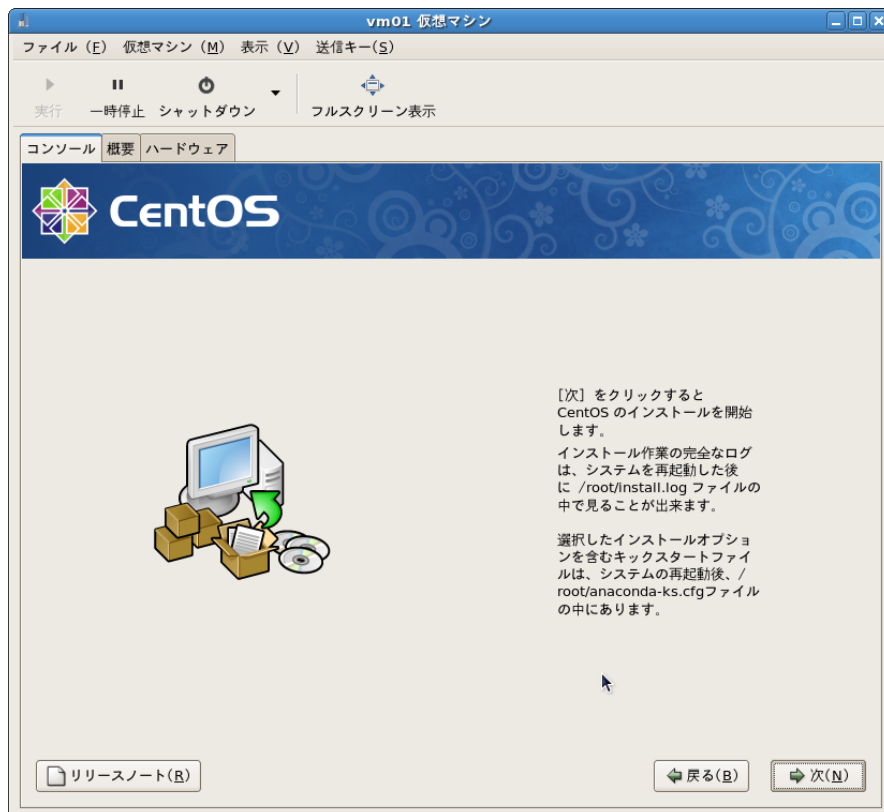 vm01 仮想マシン
ファイル (F) 仮想マシン (M) 表示 (V) 送信キー(S)
実行 一時停止 シャットダウン フルスクリーン表示
コンソール 概要 ハードウェア
CentOS
[次] をクリックすると
CentOS のインストールを開始
します。
インストール作業の完全なログ
は、システムを再起動した後
に /root/install.log ファイルの
中で見ることが出来ます。
選択したインストールオプショ
ンを含むキックスタートファイ
ルは、システムの再起動後、/
root/anaconda-ks.cfgファイル
の中にあります。
リリースノート(R) 戻る(B) 次(N)